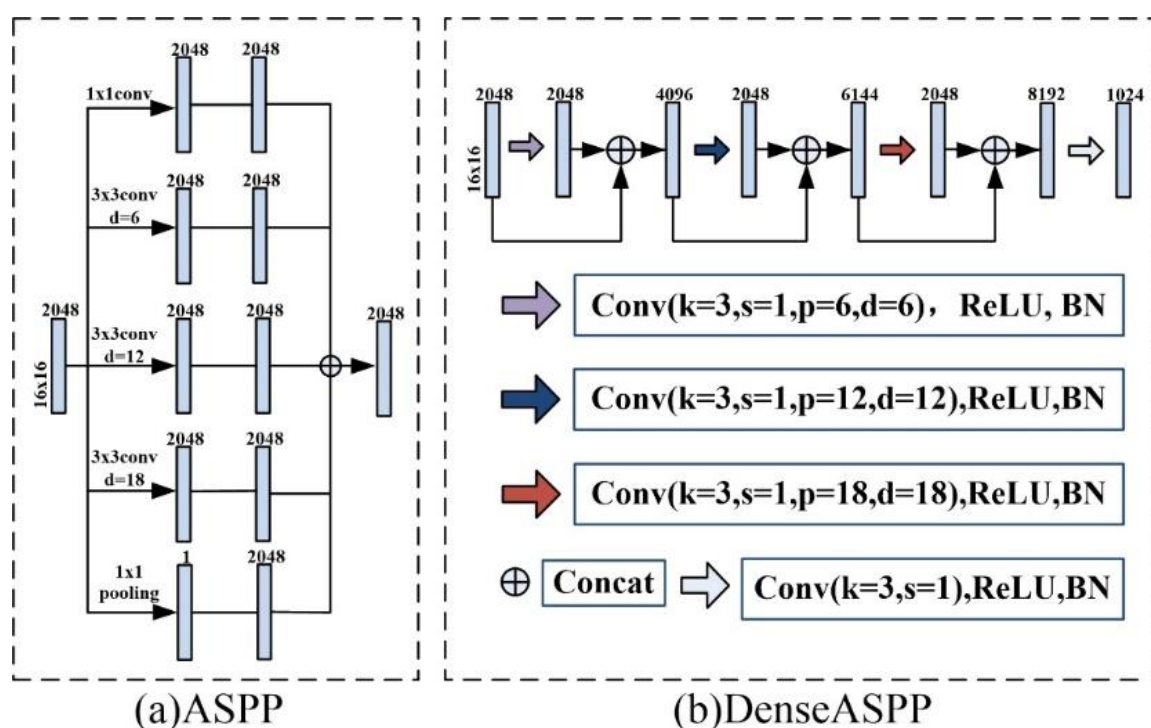 2048 2048
1x1conv
2048 2048
3x3conv
d=6
2048 2048 2048 2048
3x3conv
d=12
16x16
2048 2048
3x3conv
d=18
1 2048
1x1
pooling
(a)ASPP
2048 2048 4096 2048 6144 2048 8192 1024
16x16
Conv(k=3,s=1,p=6,d=6)， ReLU, BN
Conv(k=3,s=1,p=12,d=12),ReLU,BN
Conv(k=3,s=1,p=18,d=18),ReLU,BN
Concat Conv(k=3,s=1),ReLU,BN
(b)DenseASPP